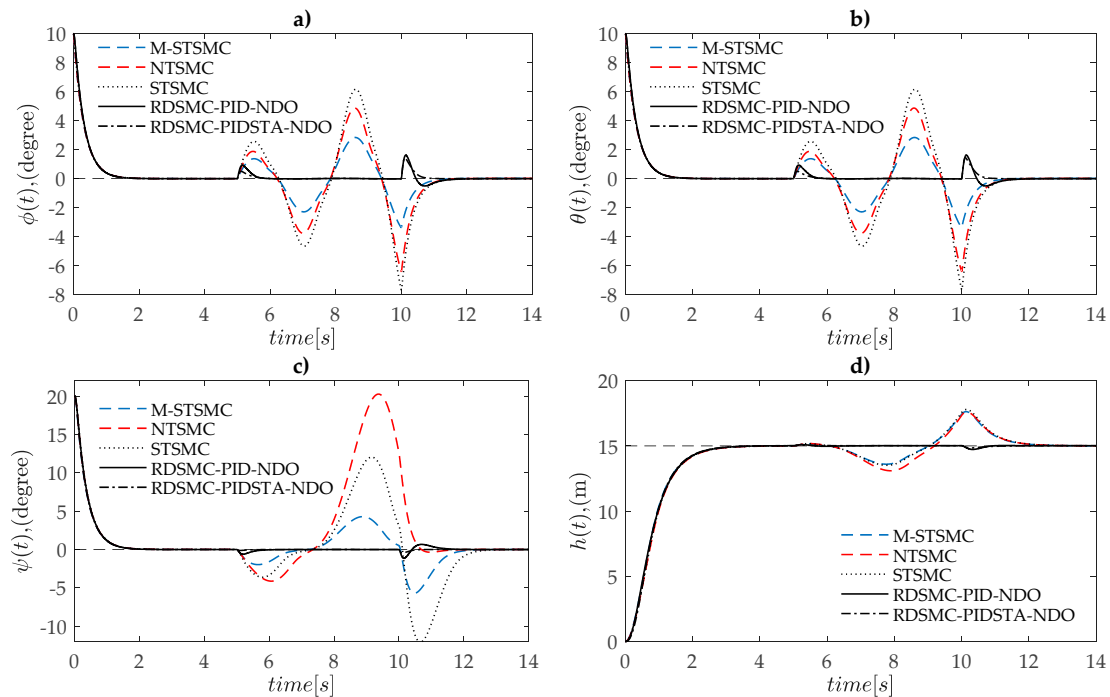 a)
10
8
6
4
2
0
-2
-4
-6
-8
ϕ(t),(degree)
M-STSMC
NTSMC
STSMC
RDSMC-PID-NDO
RDSMC-PIDSTA-NDO
0 2 4 6 8 10 12 14
time[s]
b)
10
8
6
4
2
0
-2
-4
-6
-8
θ(t),(degree)
M-STSMC
NTSMC
STSMC
RDSMC-PID-NDO
RDSMC-PIDSTA-NDO
0 2 4 6 8 10 12 14
time[s]
c)
20
15
10
5
0
-5
-10
ψ(t),(degree)
M-STSMC
NTSMC
STSMC
RDSMC-PID-NDO
RDSMC-PIDSTA-NDO
0 2 4 6 8 10 12 14
time[s]
d)
20
15
10
5
0
h(t),(m)
M-STSMC
NTSMC
STSMC
RDSMC-PID-NDO
RDSMC-PIDSTA-NDO
0 2 4 6 8 10 12 14
time[s]